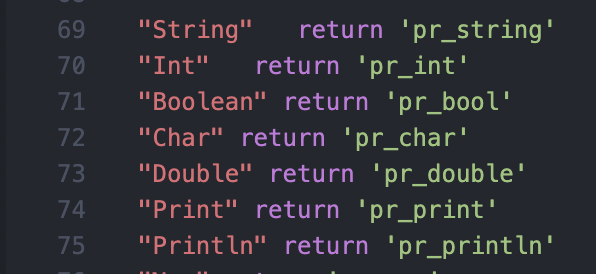 69 "String" return 'pr_string'
70 "Int" return 'pr_int'
71 "Boolean" return 'pr_bool'
72 "Char" return 'pr_char'
73 "Double" return 'pr_double'
74 "Print" return 'pr_print'
75 "Println" return 'pr_println'